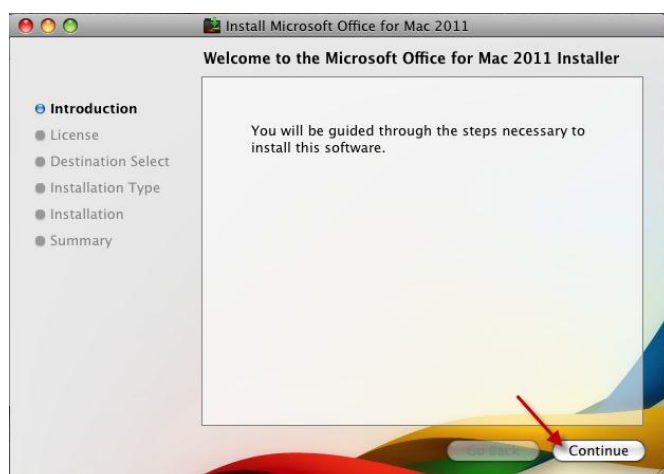 Install Microsoft Office for Mac 2011
Welcome to the Microsoft Office for Mac 2011 Installer
Introduction
License
Destination Select
Installation Type
Installation
Summary
You will be guided through the steps necessary to
install this software.
Go Back
Continue